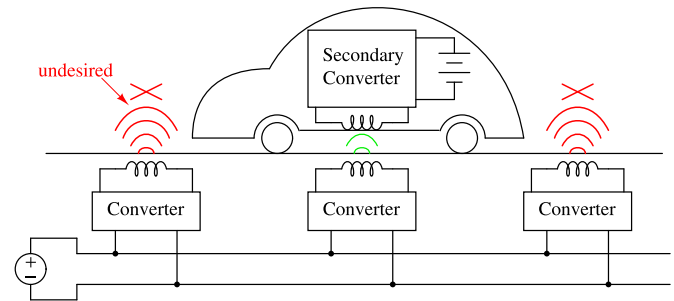 Secondary
Converter
undesired
Converter
Converter
Converter
+
−